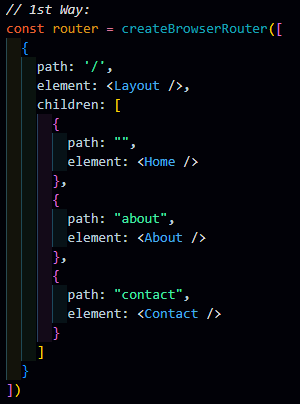 // 1st Way:
const router = createBrowserRouter([
  {
    path: '/',
    element: <Layout />,
    children: [
      {
        path: "",
        element: <Home />
      },
      {
        path: "about",
        element: <About />
      },
      {
        path: "contact",
        element: <Contact />
      }
    ]
  }
])